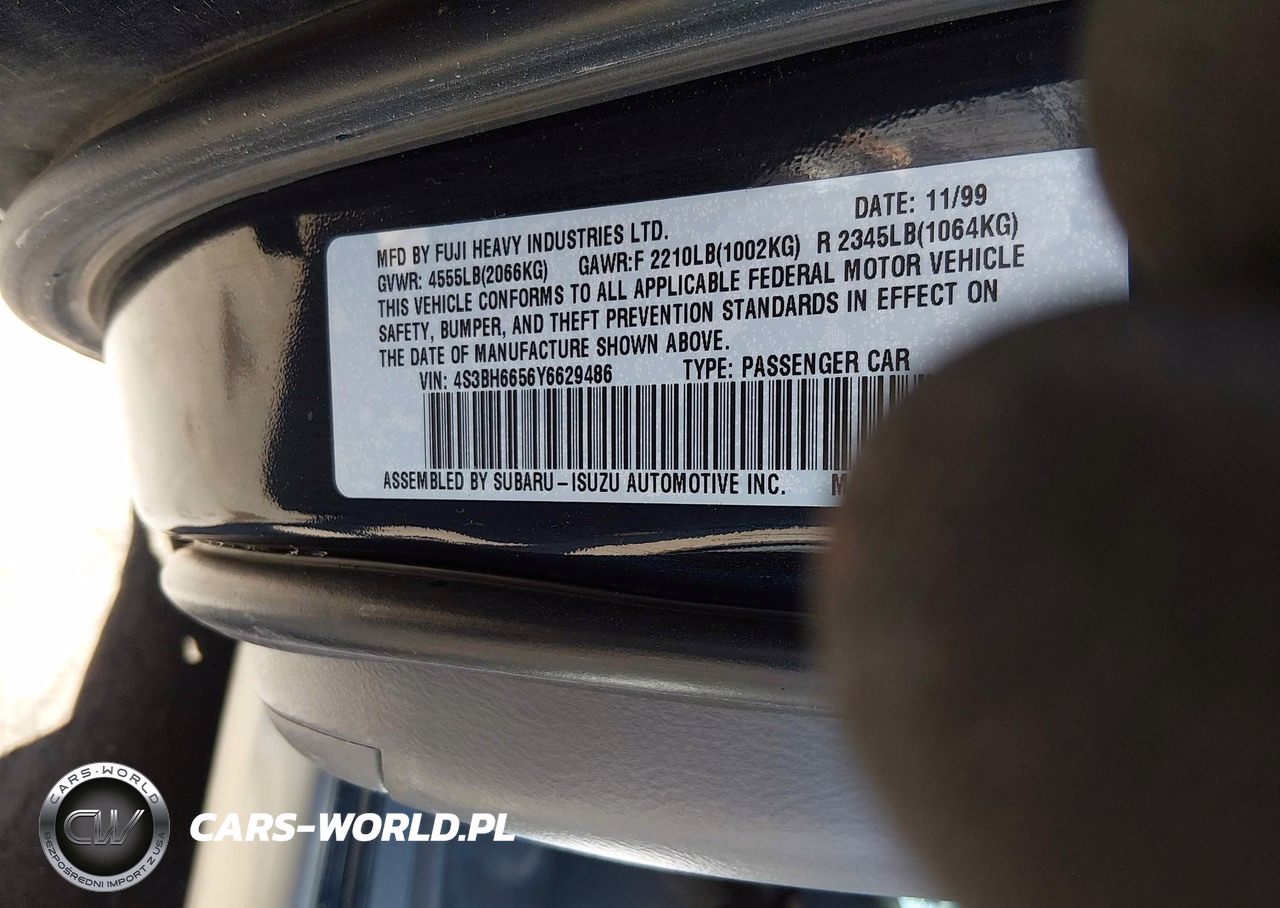 DATE: 11/99
MFD BY FUJI HEAVY INDUSTRIES LTD.
GVWR: 4555LB(2066KG) GAWR:F 2210LB(1002KG) R 2345LB(1064KG)
THIS VEHICLE CONFORMS TO ALL APPLICABLE FEDERAL MOTOR VEHICLE
SAFETY, BUMPER, AND THEFT PREVENTION STANDARDS IN EFFECT ON
THE DATE OF MANUFACTURE SHOWN ABOVE.
VIN: 4S3BH6656Y6629486 TYPE: PASSENGER CAR
ASSEMBLED BY SUBARU-ISUZU AUTOMOTIVE INC.
CARS-WORLD
CW
BEZPOŚREDNI IMPORT Z USA
CARS-WORLD.PL